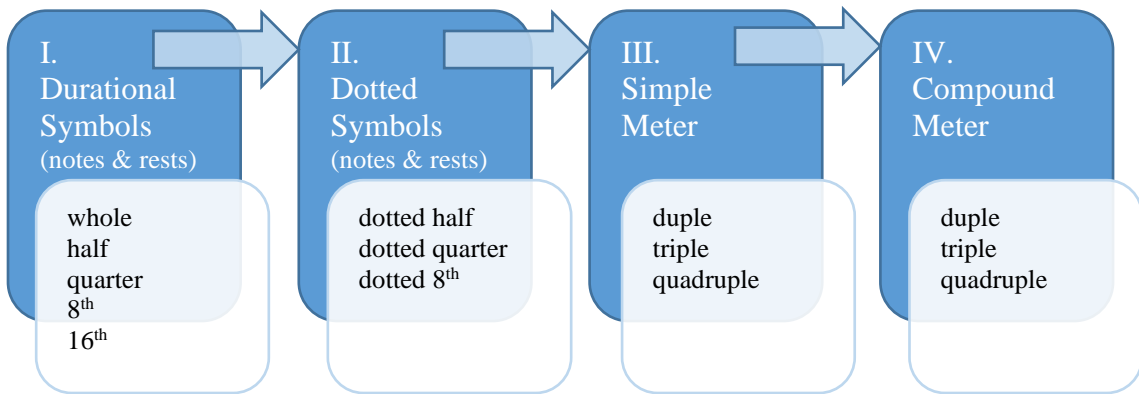 I.
Durational
Symbols
(notes & rests)
whole
half
quarter
8th
16th
II.
Dotted
Symbols
(notes & rests)
dotted half
dotted quarter
dotted 8th
III.
Simple
Meter
duple
triple
quadruple
IV.
Compound
Meter
duple
triple
quadruple